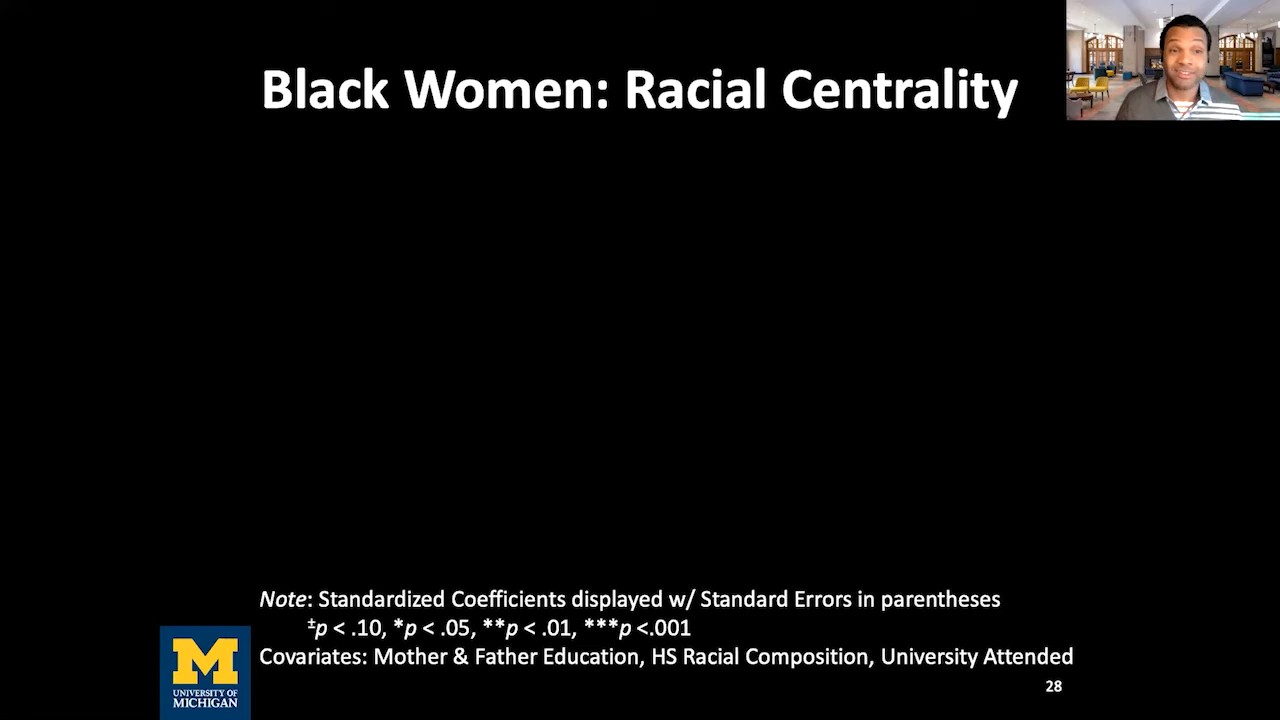 Black Women: Racial Centrality
Note: Standardized Coefficients displayed w/ Standard Errors in parentheses
±p < .10, *p < .05, **p < .01, ***p <.001
Covariates: Mother & Father Education, HS Racial Composition, University Attended
M
UNIVERSITY OF
MICHIGAN
28